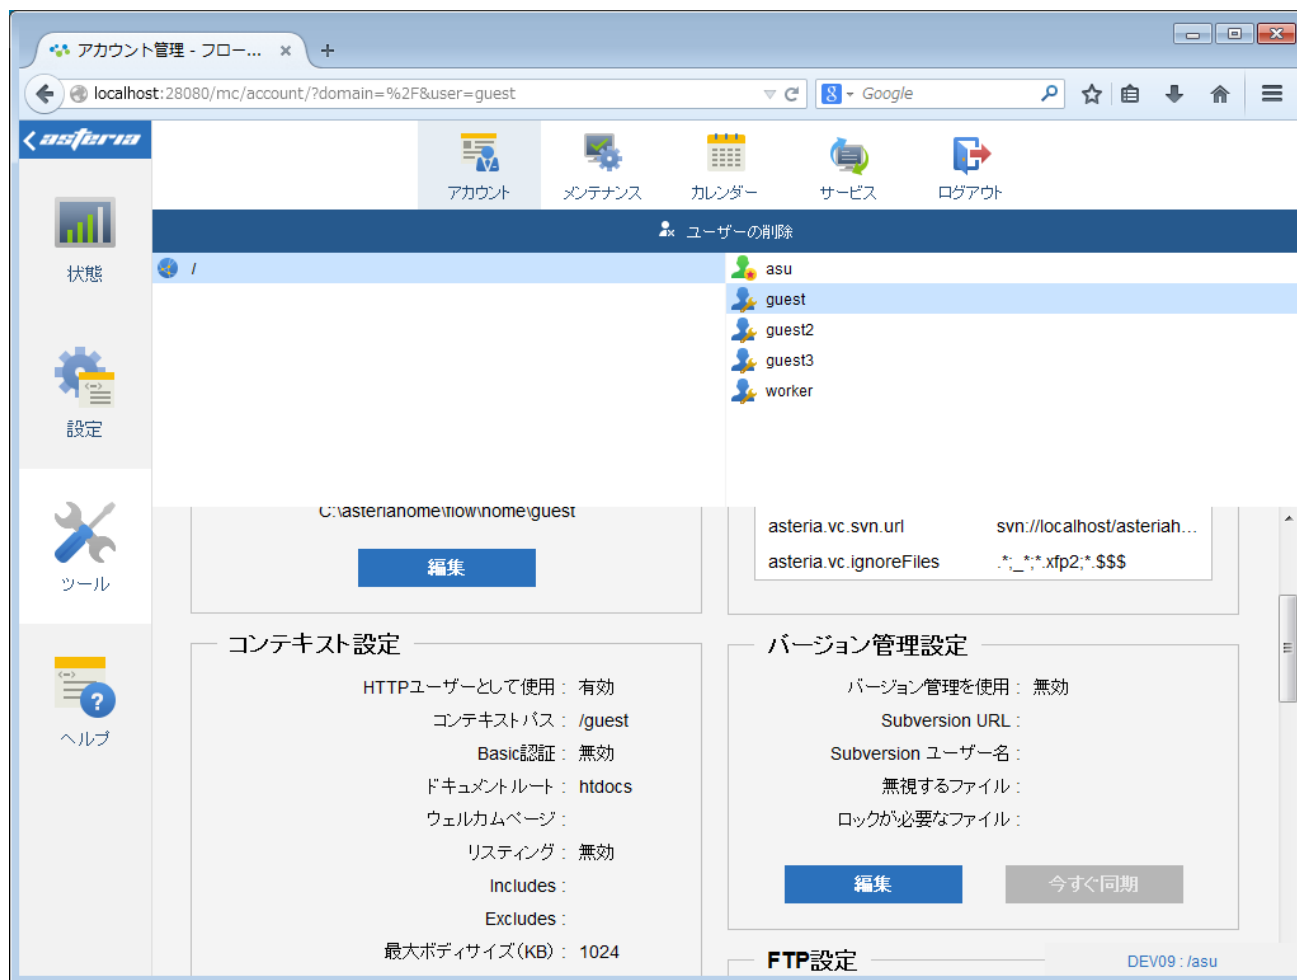 アカウント管理 - フロー... × +
localhost:28080/mc/account/?domain=%2F&user=guest
8 Google
asteria
アカウント
メンテナンス
カレンダー
サービス
ログアウト
ユーザーの削除
状態
設定
ツール
ヘルプ
/
asu
guest
guest2
guest3
worker
C:\asteriahome\flow\home\guest
編集
asteria.vc.svn.url svn://localhost/asteriah...
asteria.vc.ignoreFiles .*;_*;*.xfp2;*.$$$
コンテキスト設定
HTTPユーザーとして使用 : 有効
コンテキストパス : /guest
Basic認証 : 無効
ドキュメントルート : htdocs
ウェルカムページ :
リスティング : 無効
Includes :
Excludes :
最大ボディサイズ(KB) : 1024
バージョン管理設定
バージョン管理を使用 : 無効
Subversion URL :
Subversion ユーザー名 :
無視するファイル :
ロックが必要なファイル :
編集 今すぐ同期
FTP設定
DEV09 : /asu